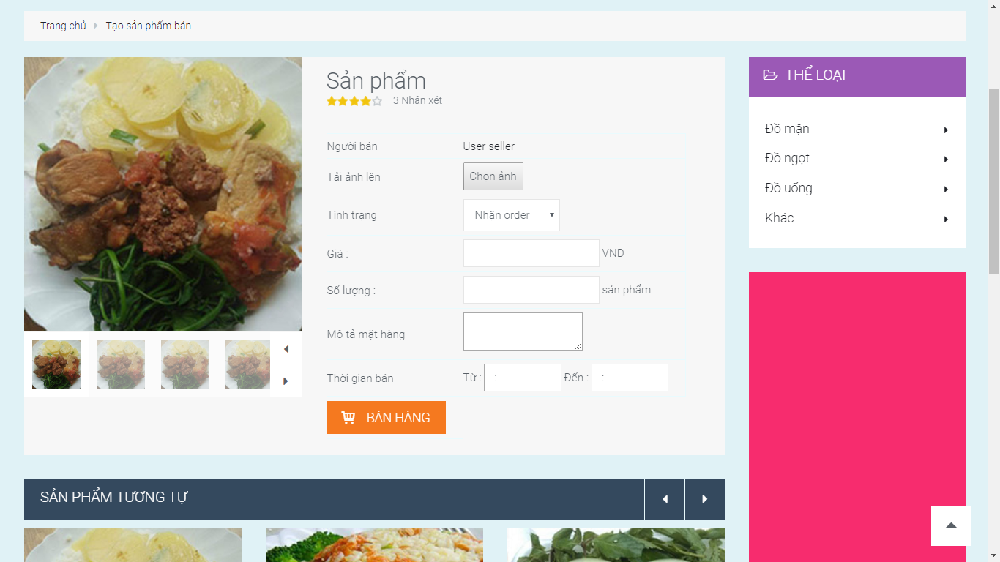 Trang chủ Tạo sản phẩm bán
Sản phẩm
3 Nhận xét
Người bán User seller
Tải ảnh lên Chọn ảnh
Tình trạng Nhận order
Giá : VND
Số lượng : sản phẩm
Mô tả mặt hàng
Thời gian bán Từ : --:-- -- Đến : --:-- --
BÁN HÀNG
THỂ LOẠI
Đồ mặn
Đồ ngọt
Đồ uống
Khác
SẢN PHẨM TƯƠNG TỰ